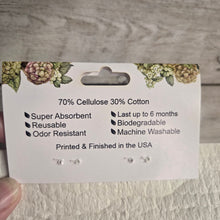 70% Cellulose 30% Cotton
Super Absorbent
Reusable
Odor Resistant
Last up to 6 months
Biodegradable
Machine Washable
Printed & Finished in the USA